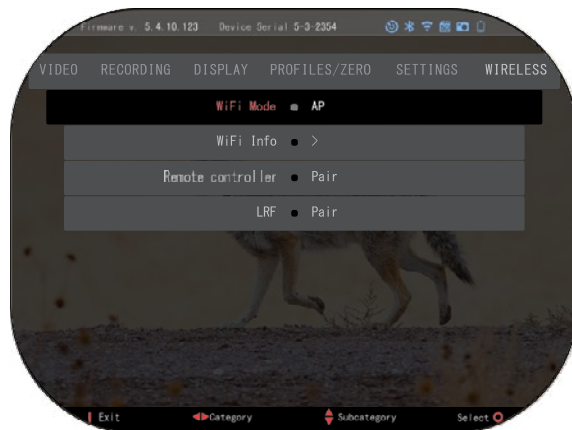 Firmware v. 5.4.10.123 Device Serial 5-3-2354
VIDEO RECORDING DISPLAY PROFILES/ZERO SETTINGS WIRELESS
WiFi Mode AP
WiFi Info >
Remote controller Pair
LRF Pair
Exit Category Subcategory Select